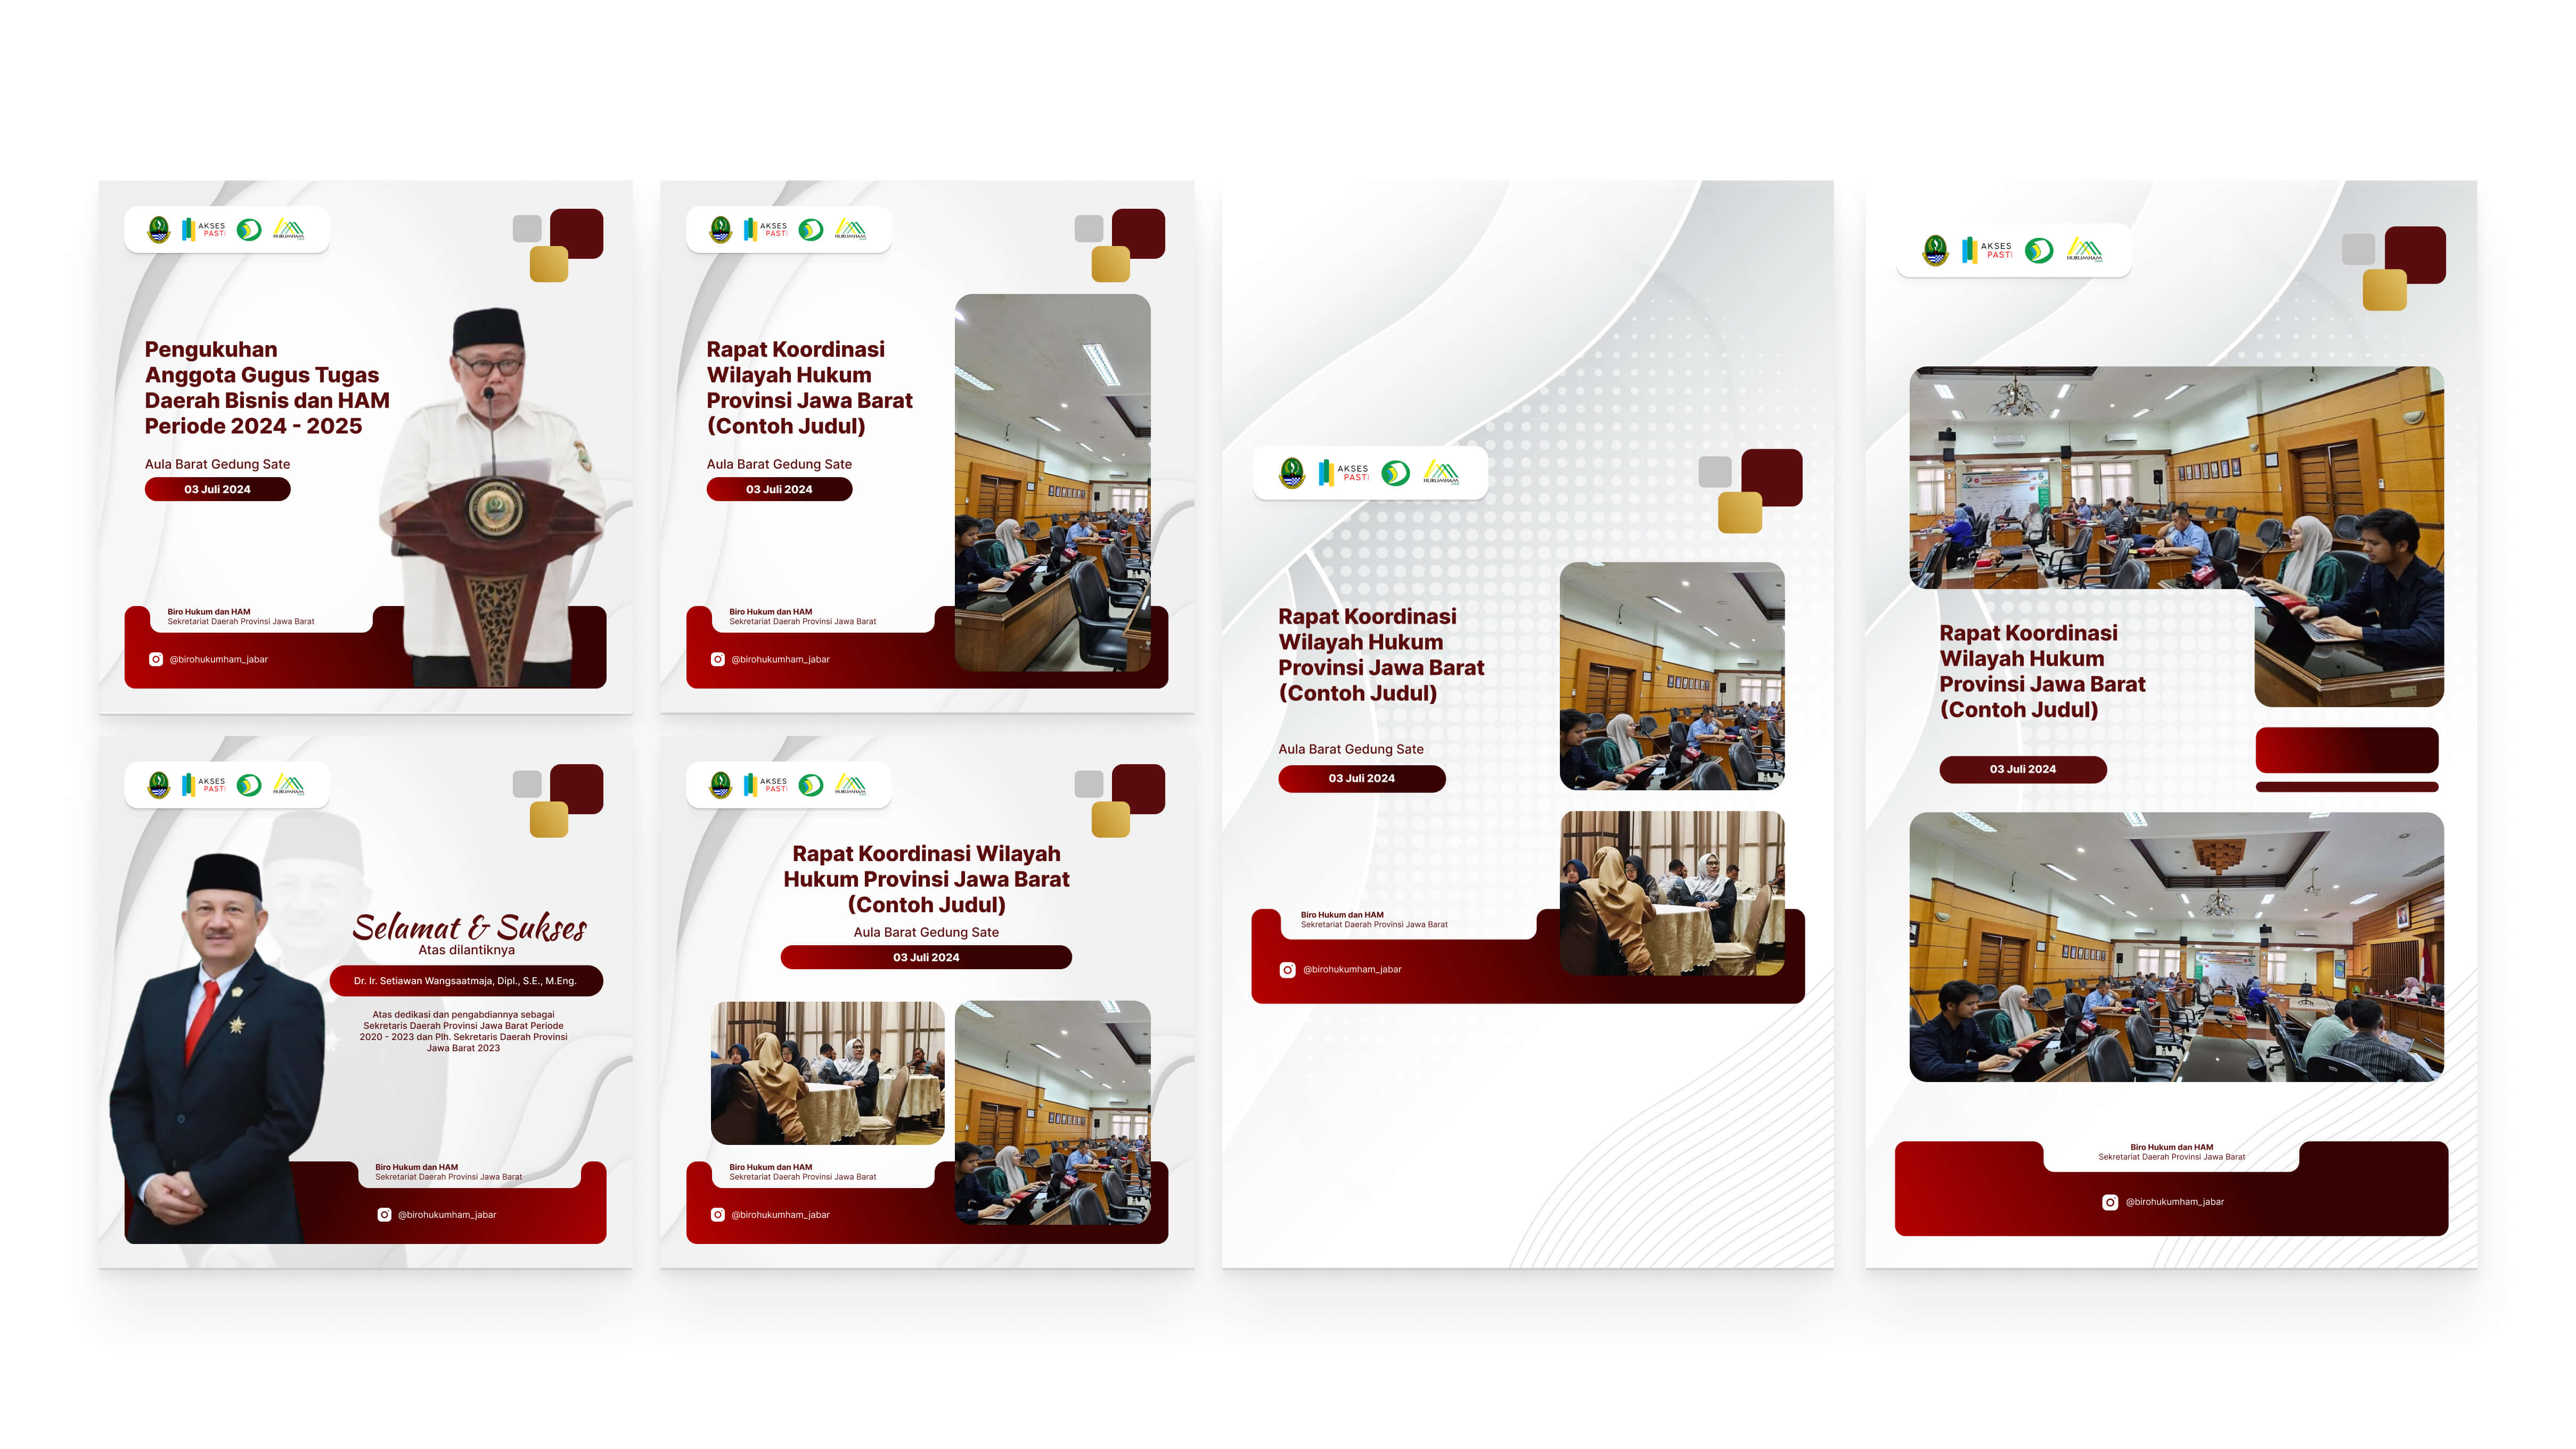 AKSES
PASTI
HUKUMHAM
Pengukuhan
Anggota Gugus Tugas
Daerah Bisnis dan HAM
Periode 2024 - 2025
Aula Barat Gedung Sate
03 Juli 2024
Biro Hukum dan HAM
Sekretariat Daerah Provinsi Jawa Barat
@birohukumham_jabar
AKSES
PASTI
HUKUMHAM
Rapat Koordinasi
Wilayah Hukum
Provinsi Jawa Barat
(Contoh Judul)
Aula Barat Gedung Sate
03 Juli 2024
Biro Hukum dan HAM
Sekretariat Daerah Provinsi Jawa Barat
@birohukumham_jabar
AKSES
PASTI
HUKUMHAM
Selamat & Sukses
Atas dilantiknya
Dr. Ir. Setiawan Wangsaatmaja, Dipl., S.E., M.Eng.
Atas dedikasi dan pengabdiannya sebagai
Sekretaris Daerah Provinsi Jawa Barat Periode
2020 - 2023 dan Plh. Sekretaris Daerah Provinsi
Jawa Barat 2023
Biro Hukum dan HAM
Sekretariat Daerah Provinsi Jawa Barat
@birohukumham_jabar
AKSES
PASTI
HUKUMHAM
Rapat Koordinasi Wilayah
Hukum Provinsi Jawa Barat
(Contoh Judul)
Aula Barat Gedung Sate
03 Juli 2024
Biro Hukum dan HAM
Sekretariat Daerah Provinsi Jawa Barat
@birohukumham_jabar
AKSES
PASTI
HUKUMHAM
Rapat Koordinasi
Wilayah Hukum
Provinsi Jawa Barat
(Contoh Judul)
Aula Barat Gedung Sate
03 Juli 2024
Biro Hukum dan HAM
Sekretariat Daerah Provinsi Jawa Barat
@birohukumham_jabar
AKSES
PASTI
HUKUMHAM
Rapat Koordinasi
Wilayah Hukum
Provinsi Jawa Barat
(Contoh Judul)
03 Juli 2024
Biro Hukum dan HAM
Sekretariat Daerah Provinsi Jawa Barat
@birohukumham_jabar